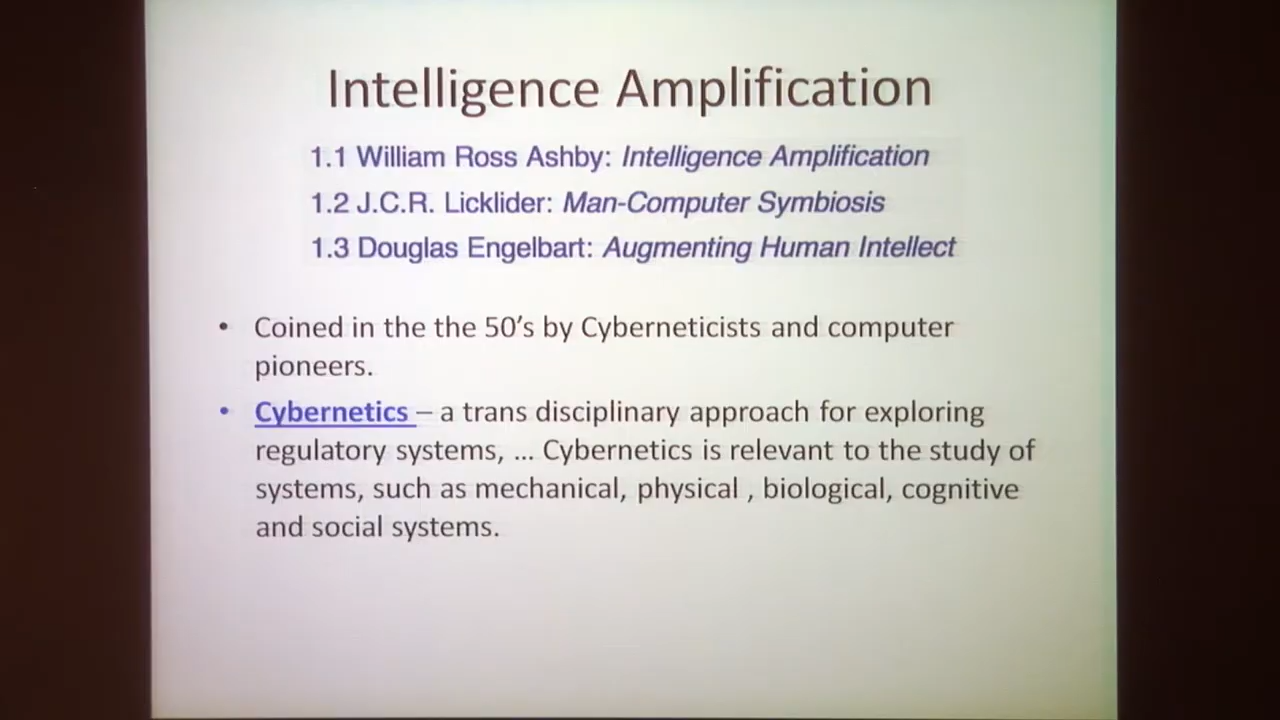 Intelligence Amplification
1.1 William Ross Ashby: Intelligence Amplification
1.2 J.C.R. Licklider: Man-Computer Symbiosis
1.3 Douglas Engelbart: Augmenting Human Intellect
• Coined in the the 50’s by Cyberneticists and computer
pioneers.
• Cybernetics – a trans disciplinary approach for exploring
regulatory systems, ... Cybernetics is relevant to the study of
systems, such as mechanical, physical , biological, cognitive
and social systems.